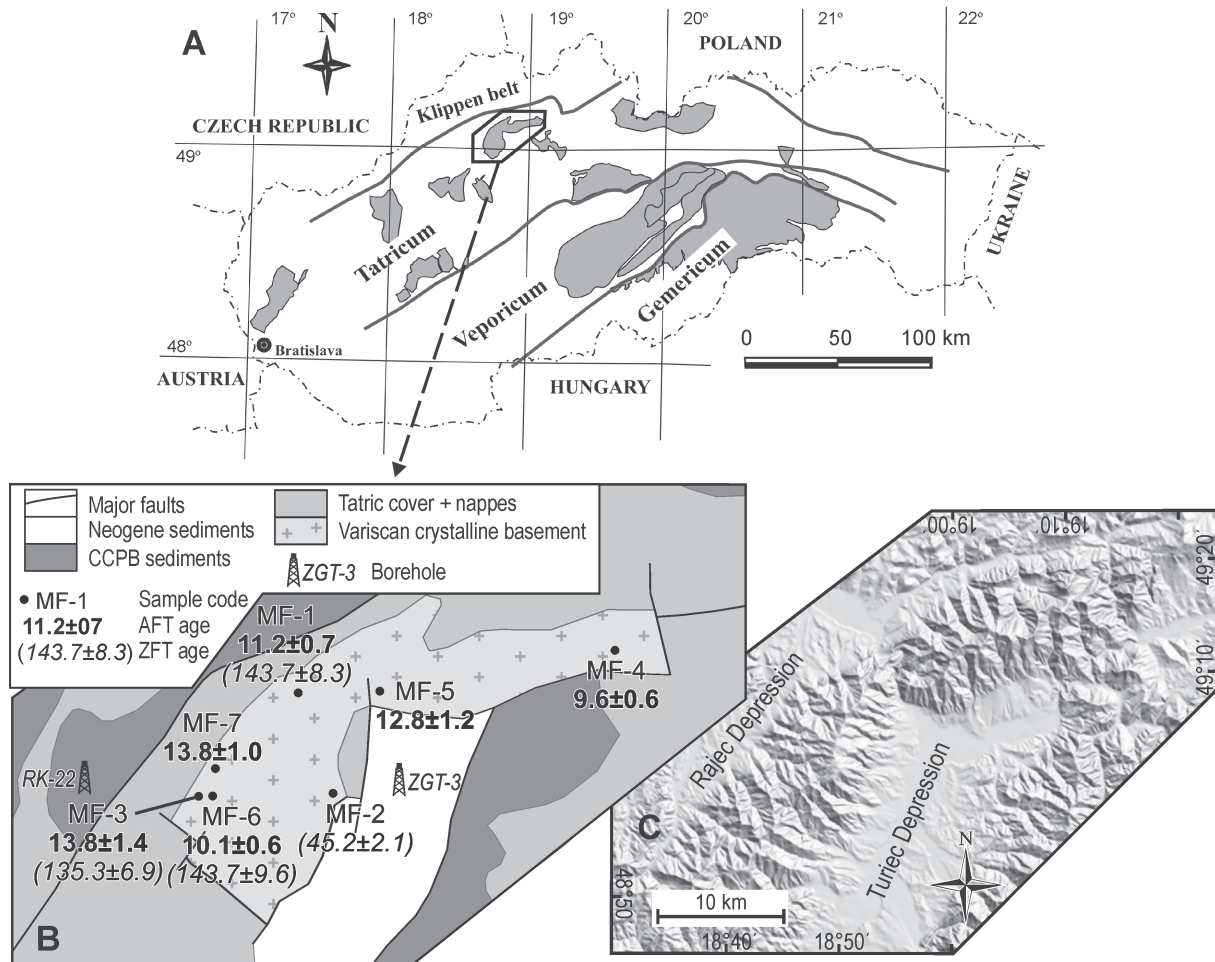 A
N
17°
18°
19°
20°
21°
22°
POLAND
Klippen belt
CZECH REPUBLIC
49°
UKRAINE
Tatricum
Veporicum
Gemericum
0 50 100 km
48°
Bratislava
AUSTRIA
HUNGARY
Major faults
Neogene sediments
CCPB sediments
Tatric cover + nappes
Variscan crystalline basement
ZGT-3 Borehole
MF-1 Sample code
11.2±07 AFT age
(143.7±8.3) ZFT age
MF-1
11.2±0.7
(143.7±8.3)
MF-4
9.6±0.6
MF-5
12.8±1.2
MF-7
13.8±1.0
RK-22
ZGT-3
MF-3
13.8±1.4
(135.3±6.9)
MF-6
10.1±0.6
(143.7±9.6)
MF-2
(45.2±2.1)
B
19°00´
19°10´
49°20´
49°10´
Rajec Depression
Turiec Depression
C
N
48°50´
10 km
18°40´
18°50´